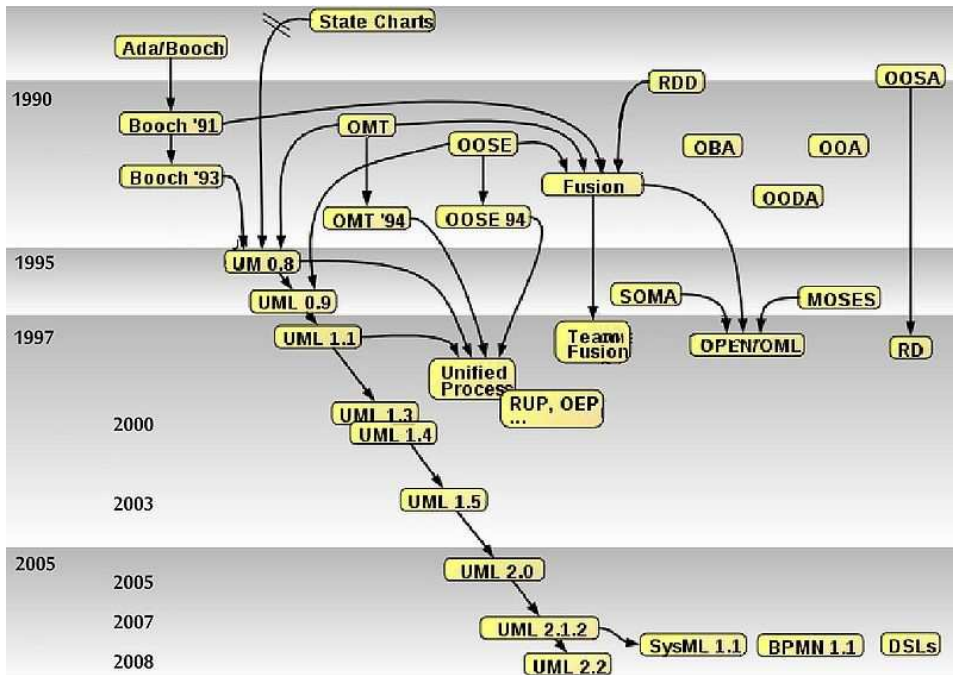 State Charts
Ada/Booch
RDD
OOSA
1990
Booch '91
OMT
OOSE
OBA
OOA
Booch '93
Fusion
OODA
OMT '94
OOSE 94
UM 0.8
1995
UML 0.9
SOMA
MOSES
1997
UML 1.1
Team
Fusion
OPEN/OML
RD
Unified
Process
RUP, OEP
...
UML 1.3
2000
UML 1.4
2003
UML 1.5
2005
UML 2.0
2005
2007
UML 2.1.2
SysML 1.1
BPMN 1.1
DSLs
2008
UML 2.2